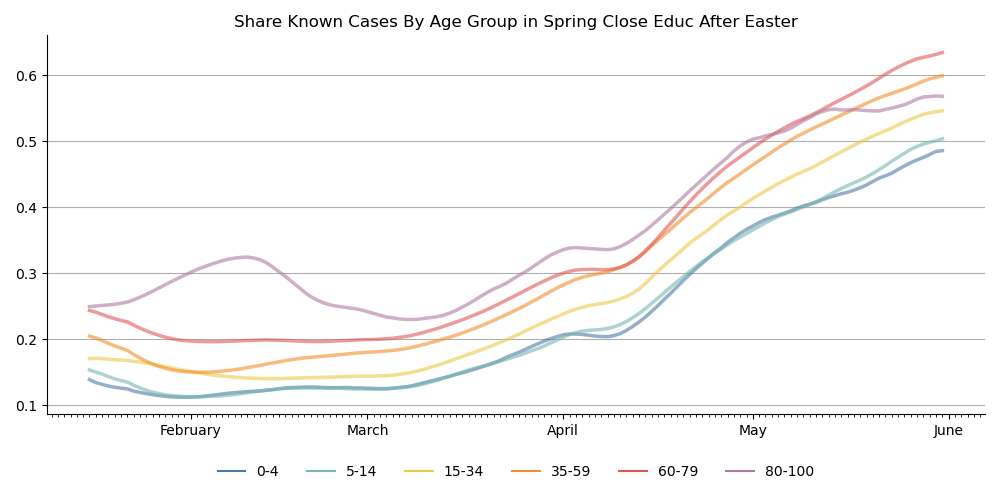 Share Known Cases By Age Group in Spring Close Educ After Easter
0.6
0.5
0.4
0.3
0.2
0.1
February March April May June
0-4 5-14 15-34 35-59 60-79 80-100